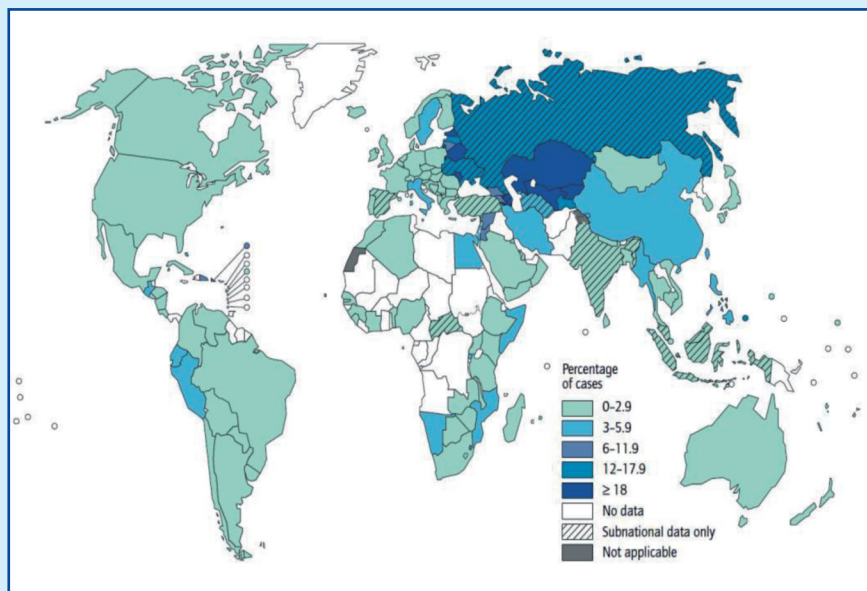 Percentage
of cases
0–2.9
3–5.9
6–11.9
12–17.9
≥ 18
No data
Subnational data only
Not applicable